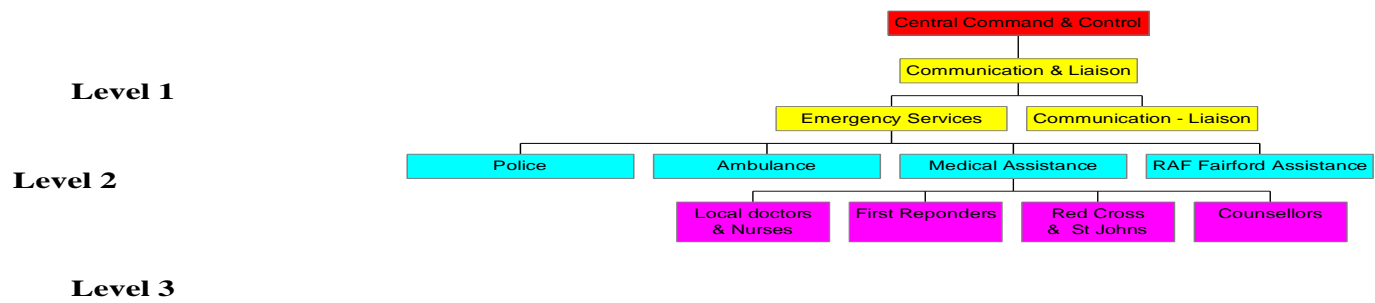 Central Command & Control
Communication & Liaison
Level 1
Emergency Services
Communication - Liaison
Police
Ambulance
Medical Assistance
RAF Fairford Assistance
Level 2
Local doctors
& Nurses
First Reponders
Red Cross
& St Johns
Counsellors
Level 3